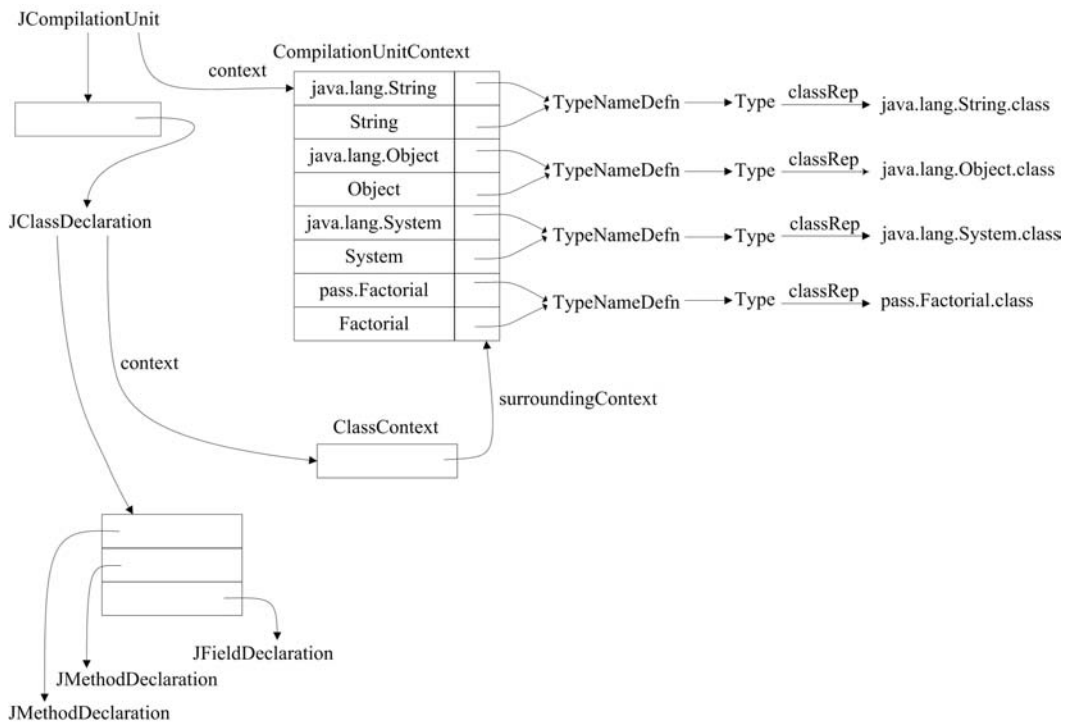 JCompilationUnit
CompilationUnitContext
context
java.lang.String
String
java.lang.Object
Object
java.lang.System
System
pass.Factorial
Factorial
TypeNameDefn Type classRep java.lang.String.class
TypeNameDefn Type classRep java.lang.Object.class
TypeNameDefn Type classRep java.lang.System.class
TypeNameDefn Type classRep pass.Factorial.class
JClassDeclaration
context
surroundingContext
ClassContext
JFieldDeclaration
JMethodDeclaration
JMethodDeclaration